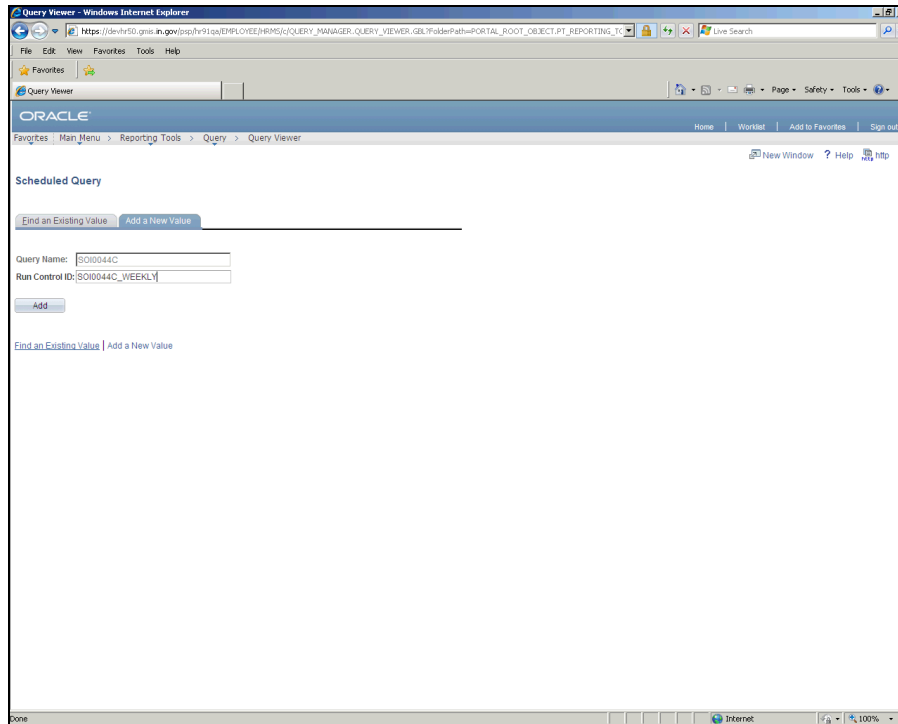 Query Viewer - Windows Internet Explorer
https://devhr50.gmis.in.gov/psp/hr91qa/EMPLOYEE/HRMS/c/QUERY_MANAGER.QUERY_VIEWER.GBL?FolderPath=PORTAL_ROOT_OBJECT.PT_REPORTING_TO Live Search
File Edit View Favorites Tools Help
Favorites
Query Viewer Page Safety Tools
ORACLE
Home | Worklist | Add to Favorites | Sign out
Favorites Main Menu > Reporting Tools > Query > Query Viewer
New Window ? Help http
Scheduled Query
Find an Existing Value Add a New Value
Query Name: SOI0044C
Run Control ID: SOI0044C_WEEKLY
Add
Find an Existing Value | Add a New Value
Done Internet 100%